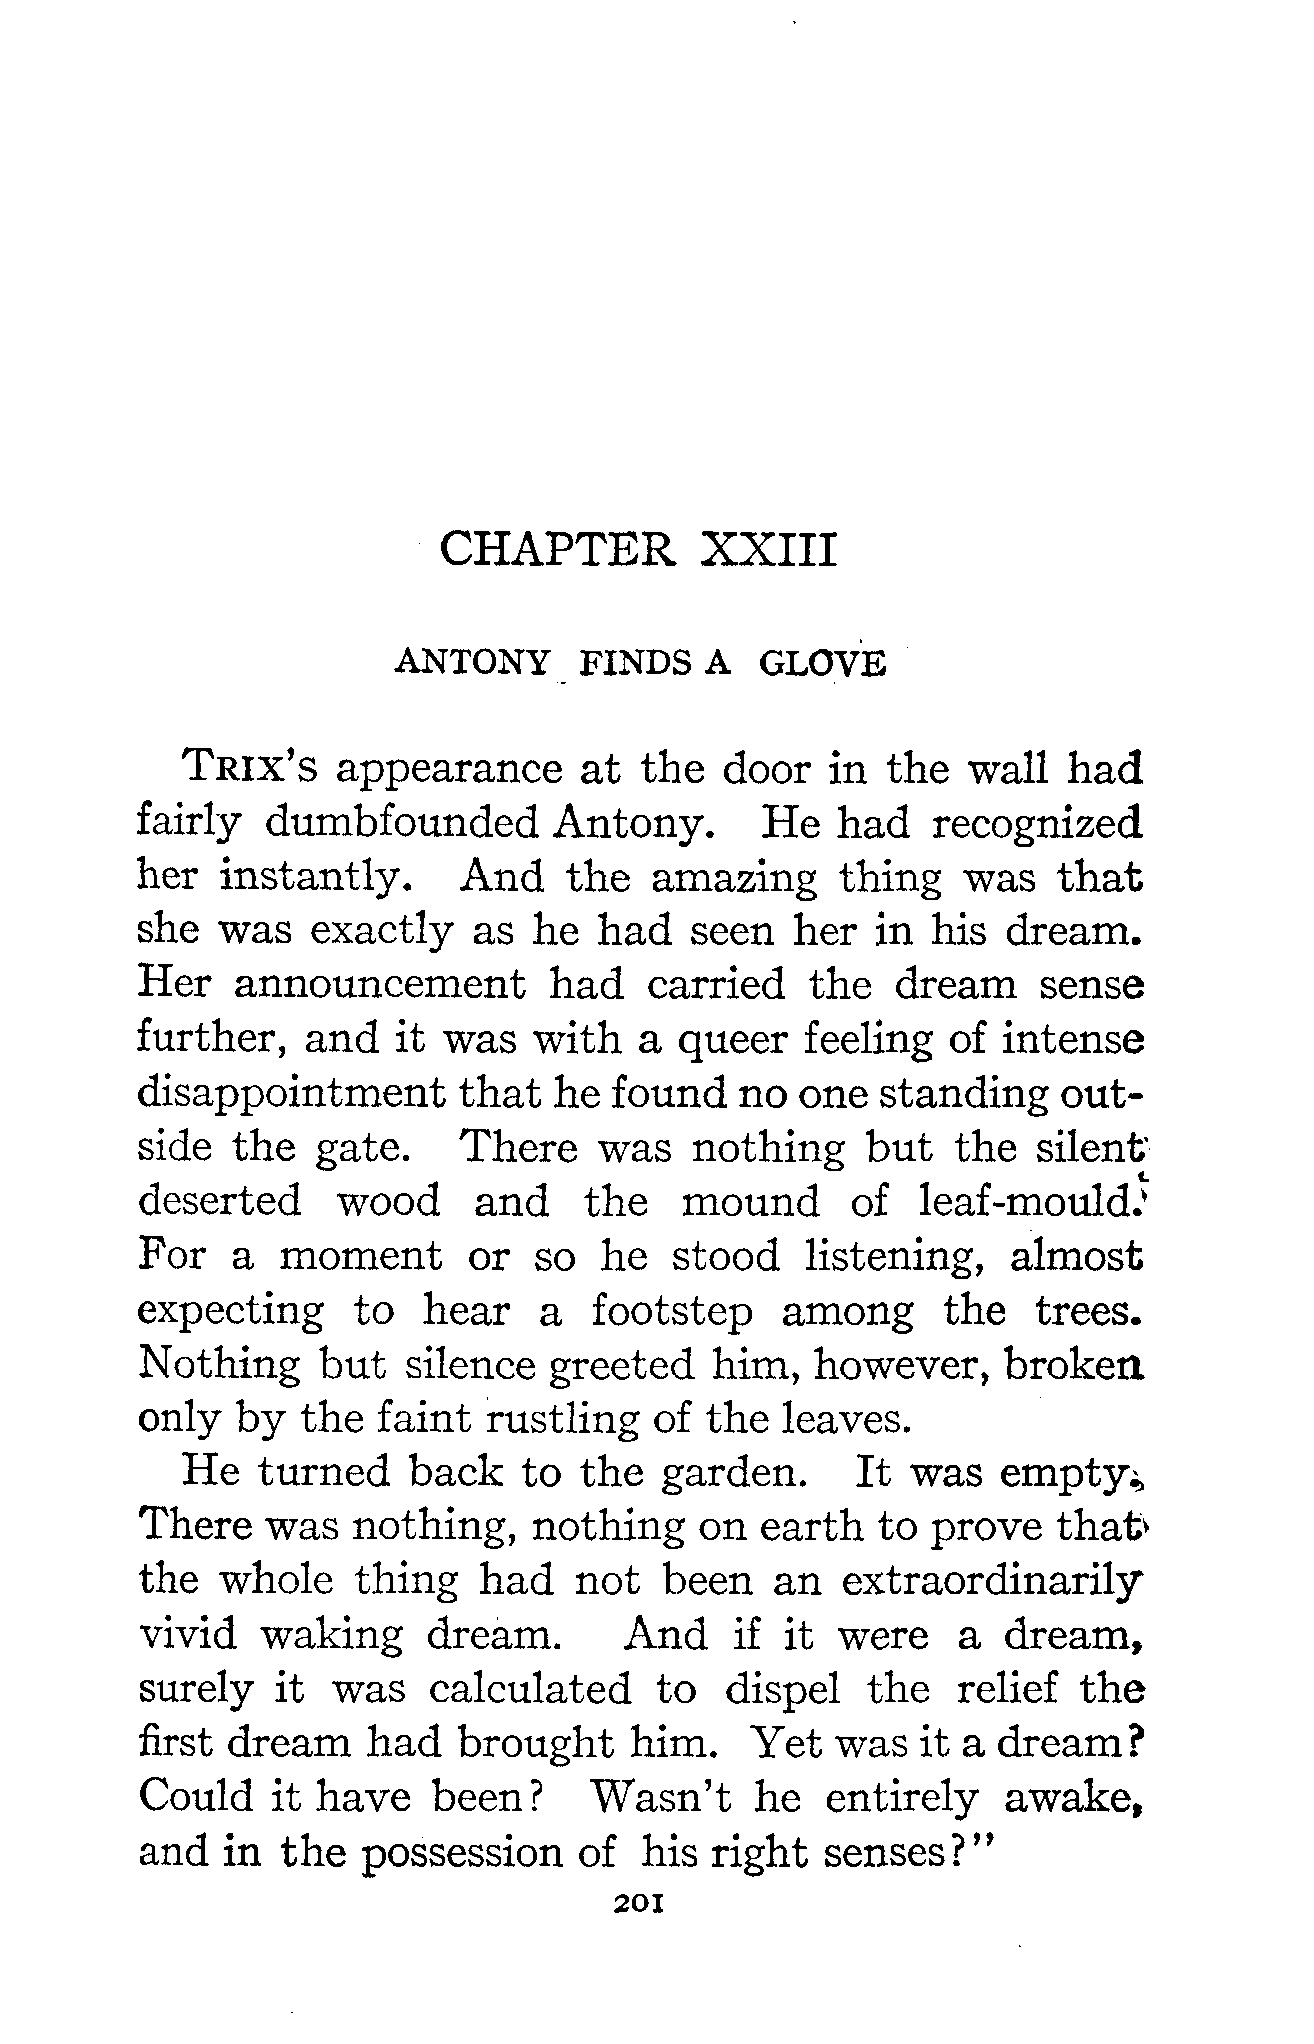 CHAPTER XXIII
ANTONY FINDS A GLOVE
TRIX'S appearance at the door in the wall had
fairly dumbfounded Antony. He had recognized
her instantly. And the amazing thing was that
she was exactly as he had seen her in his dream.
Her announcement had carried the dream sense
further, and it was with a queer feeling of intense
disappointment that he found no one standing out-
side the gate. There was nothing but the silent
deserted wood and the mound of leaf-mould.
For a moment or so he stood listening, almost
expecting to hear a footstep among the trees.
Nothing but silence greeted him, however, broken
only by the faint rustling of the leaves.
He turned back to the garden. It was empty.
There was nothing, nothing on earth to prove that
the whole thing had not been an extraordinarily
vivid waking dream. And if it were a dream,
surely it was calculated to dispel the relief the
first dream had brought him. Yet was it a dream?
Could it have been? Wasn't he entirely awake,
and in the possession of his right senses?"
201